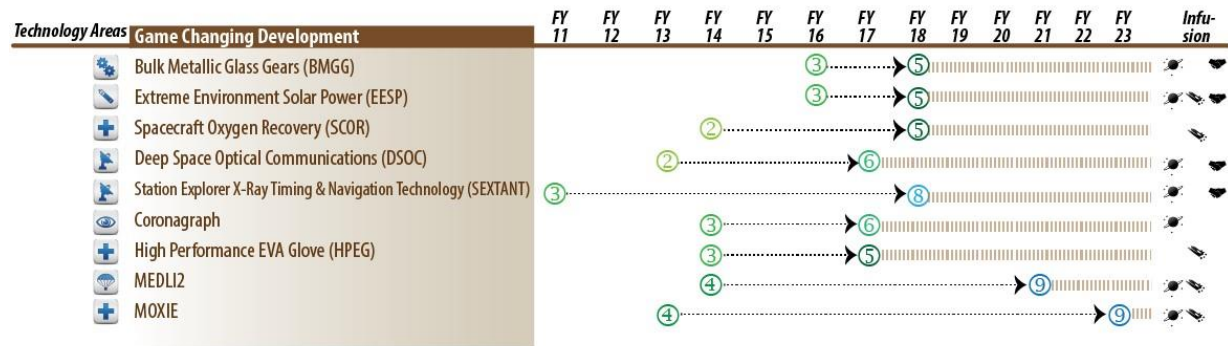 Technology Areas Game Changing Development FY 11 FY 12 FY 13 FY 14 FY 15 FY 16 FY 17 FY 18 FY 19 FY 20 FY 21 FY 22 FY 23 Infu-sion
Bulk Metallic Glass Gears (BMGG) 3 5
Extreme Environment Solar Power (EESP) 3 5
Spacecraft Oxygen Recovery (SCOR) 2 5
Deep Space Optical Communications (DSOC) 2 6
Station Explorer X-Ray Timing & Navigation Technology (SEXTANT) 3 8
Coronagraph 3 6
High Performance EVA Glove (HPEG) 3 5
MEDLI2 4 9
MOXIE 4 9